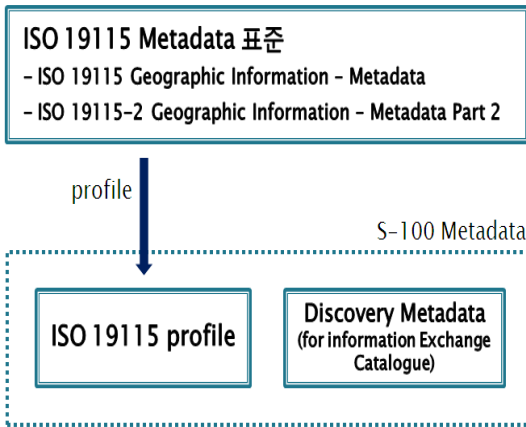 ISO 19115 Metadata 표준
- ISO 19115 Geographic Information - Metadata
- ISO 19115-2 Geographic Information - Metadata Part 2
profile
S-100 Metadata
ISO 19115 profile
Discovery Metadata
(for information Exchange
Catalogue)